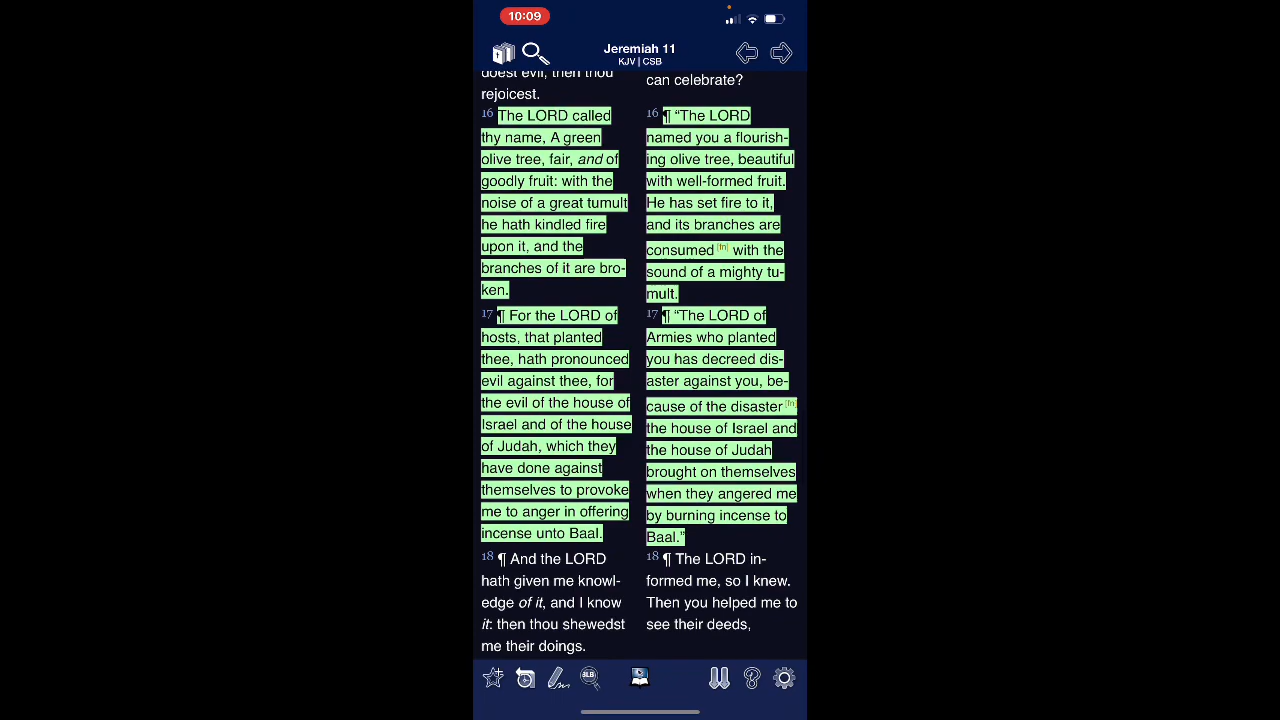 10:09
Jeremiah 11
KJV | CSB
doest evil, then thou
rejoicest.
16 The LORD called
thy name, A green
olive tree, fair, and of
goodly fruit: with the
noise of a great tumult
he hath kindled fire
upon it, and the
branches of it are bro-
ken.
17 ¶ For the LORD of
hosts, that planted
thee, hath pronounced
evil against thee, for
the evil of the house of
Israel and of the house
of Judah, which they
have done against
themselves to provoke
me to anger in offering
incense unto Baal.
18 ¶ And the LORD
hath given me knowl-
edge of it, and I know
it: then thou shewedst
me their doings.
can celebrate?
16 ¶ “The LORD
named you a flourish-
ing olive tree, beautiful
with well-formed fruit.
He has set fire to it,
and its branches are
consumed [fn] with the
sound of a mighty tu-
mult.
17 ¶ “The LORD of
Armies who planted
you has decreed dis-
aster against you, be-
cause of the disaster [fn]
the house of Israel and
the house of Judah
brought on themselves
when they angered me
by burning incense to
Baal.”
18 ¶ The LORD in-
formed me, so I knew.
Then you helped me to
see their deeds,
BLB